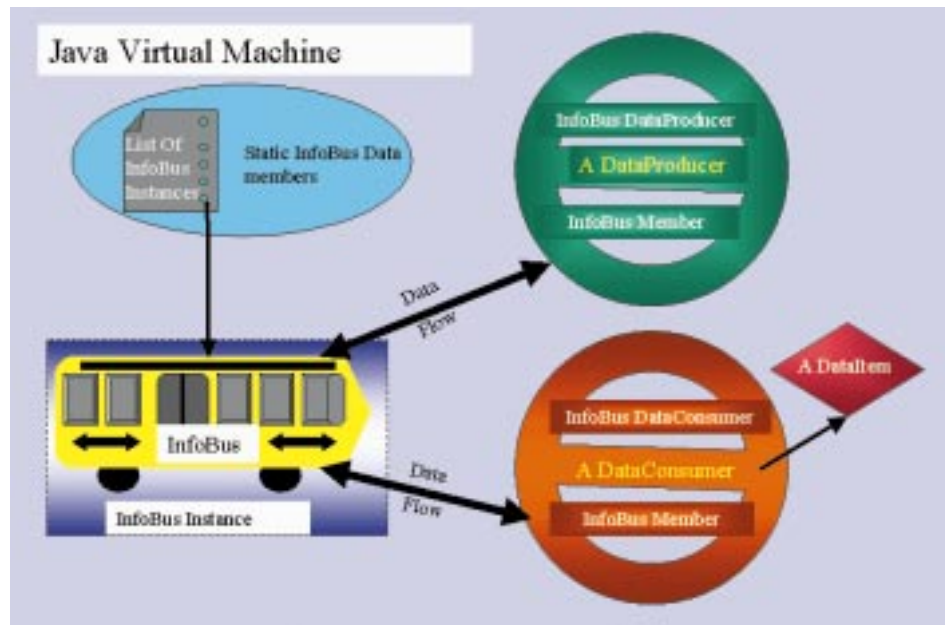 Java Virtual Machine
List Of
InfoBus
Instances
Static InfoBus Data
members
InfoBus DataProducer
A DataProducer
InfoBus Member
Data
Flow
A DataItem
InfoBus DataConsumer
A DataConsumer
InfoBus Member
InfoBus
Data
Flow
InfoBus Instance